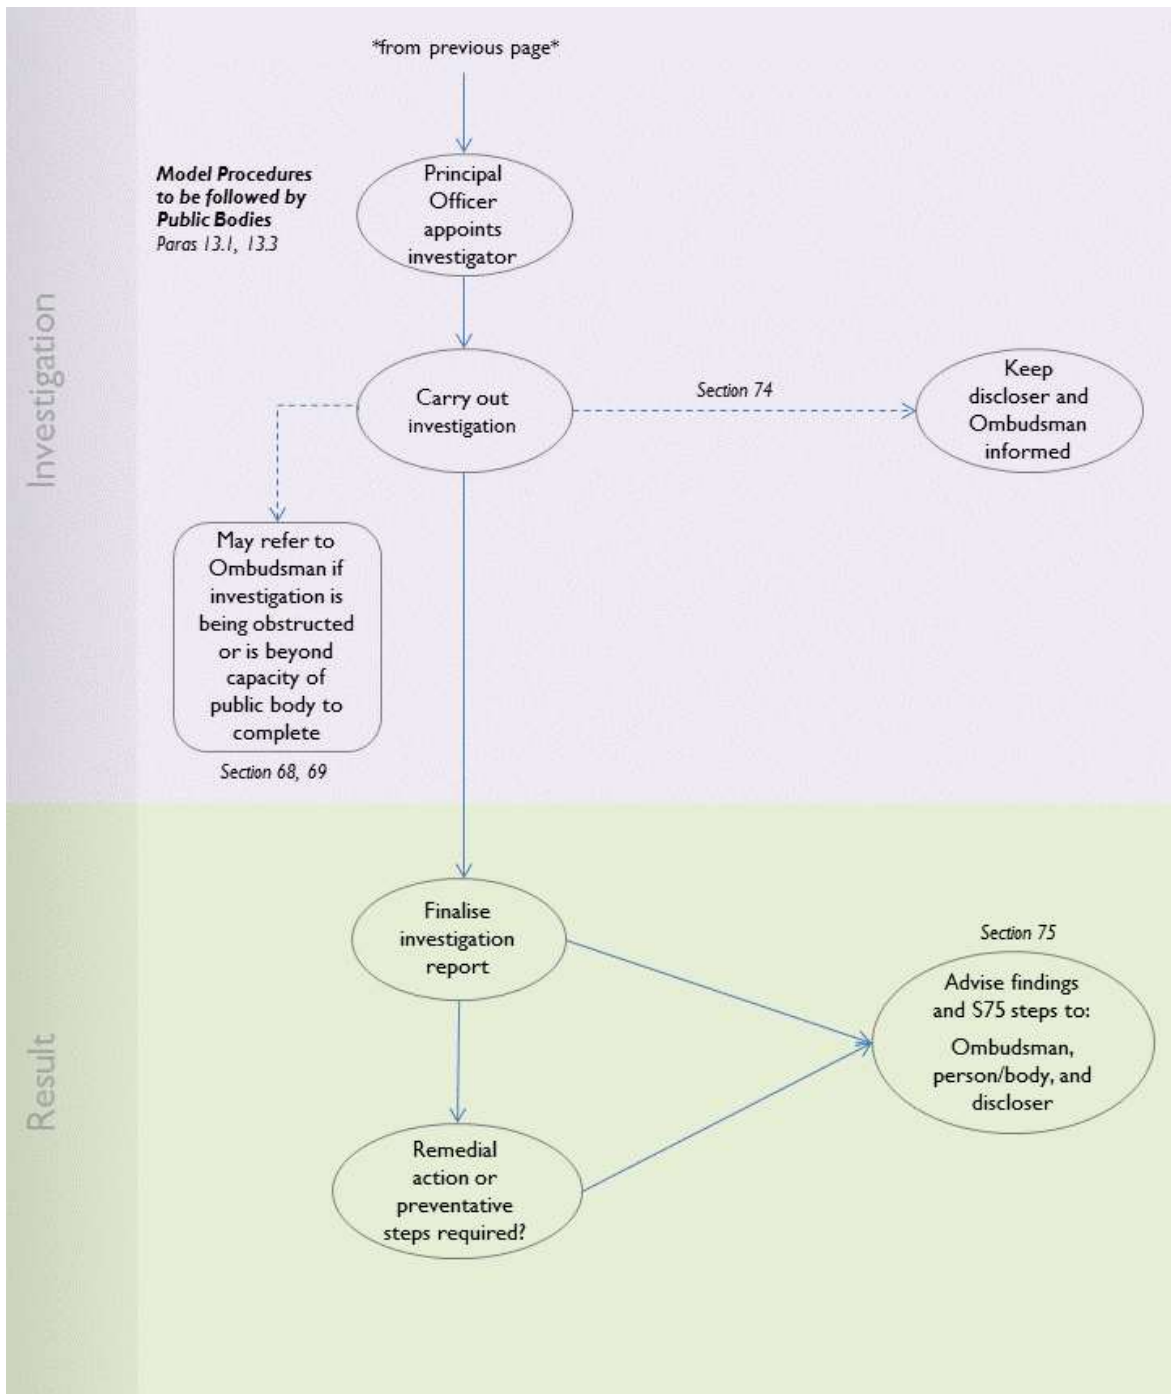 *from previous page*
Model Procedures
to be followed by
Public Bodies
Paras 13.1, 13.3
Principal
Officer
appoints
investigator
Investigation
Carry out
investigation
Section 74
Keep
discloser and
Ombudsman
informed
May refer to
Ombudsman if
investigation is
being obstructed
or is beyond
capacity of
public body to
complete
Section 68, 69
Result
Finalise
investigation
report
Section 75
Advise findings
and S75 steps to:
Ombudsman,
person/body, and
discloser
Remedial
action or
preventative
steps required?